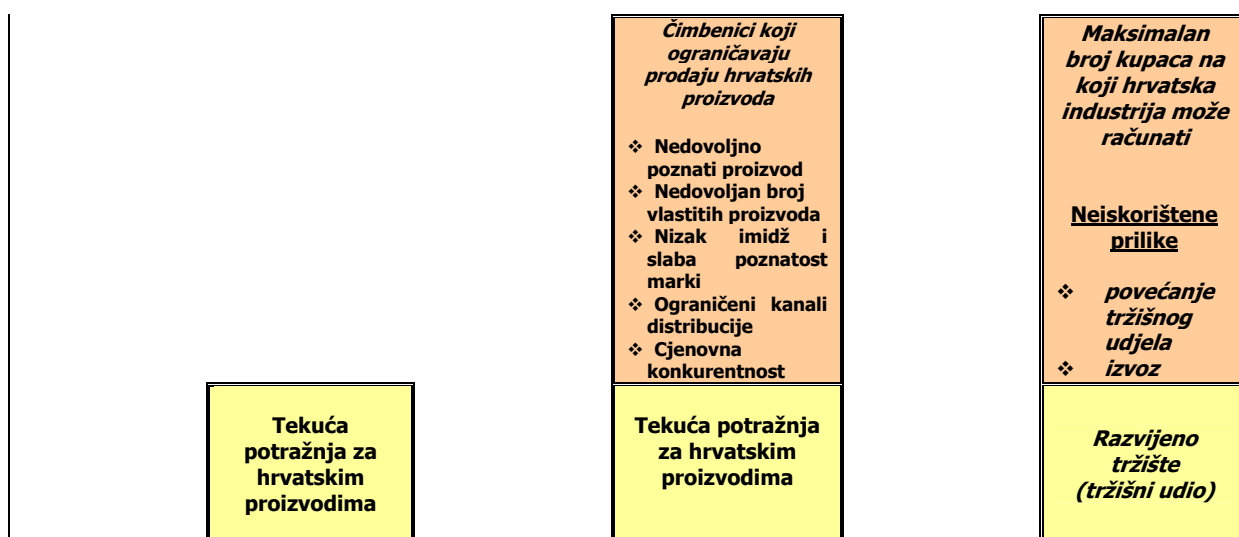 Čimbenici koji
ograničavaju
prodaju hrvatskih
proizvoda
❖ Nedovoljno
poznati proizvod
❖ Nedovoljan broj
vlastitih proizvoda
❖ Nizak imidž i
slaba poznatost
marki
❖ Ograničeni kanali
distribucije
❖ Cjenovna
konkurentnost
Maksimalan
broj kupaca na
koji hrvatska
industrija može
računati
Neiskorištene
prilike
❖ povećanje
tržišnog
udjela
❖ izvoz
Tekuća
potražnja za
hrvatskim
proizvodima
Tekuća potražnja
za hrvatskim
proizvodima
Razvijeno
tržište
(tržišni udio)